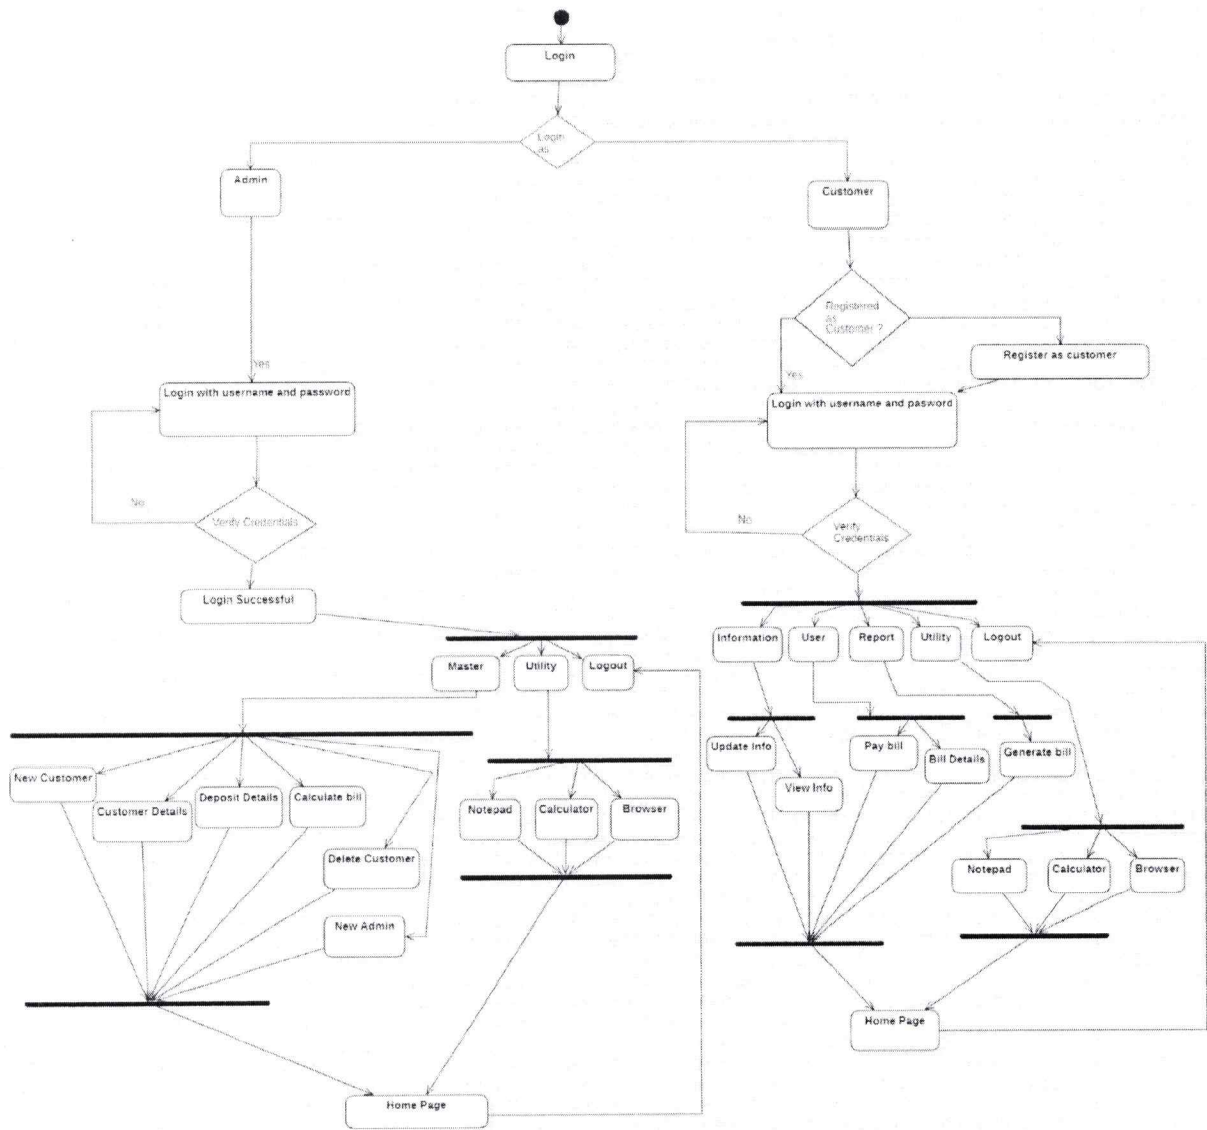 Login
Login
as
Admin
Customer
Registered
as
Customer ?
Register as customer
Yes
Yes
Login with username and password
Login with username and pasword
No
No
Verify Credentials
Verify
Credentials
Login Successful
Information
User
Report
Utility
Logout
Master
Utility
Logout
Update Info
Pay bill
Bill Details
Generate bill
View Info
New Customer
Customer Details
Deposit Details
Calculate bill
Notepad
Calculator
Browser
Delete Customer
New Admin
Notepad
Calculator
Browser
Home Page
Home Page